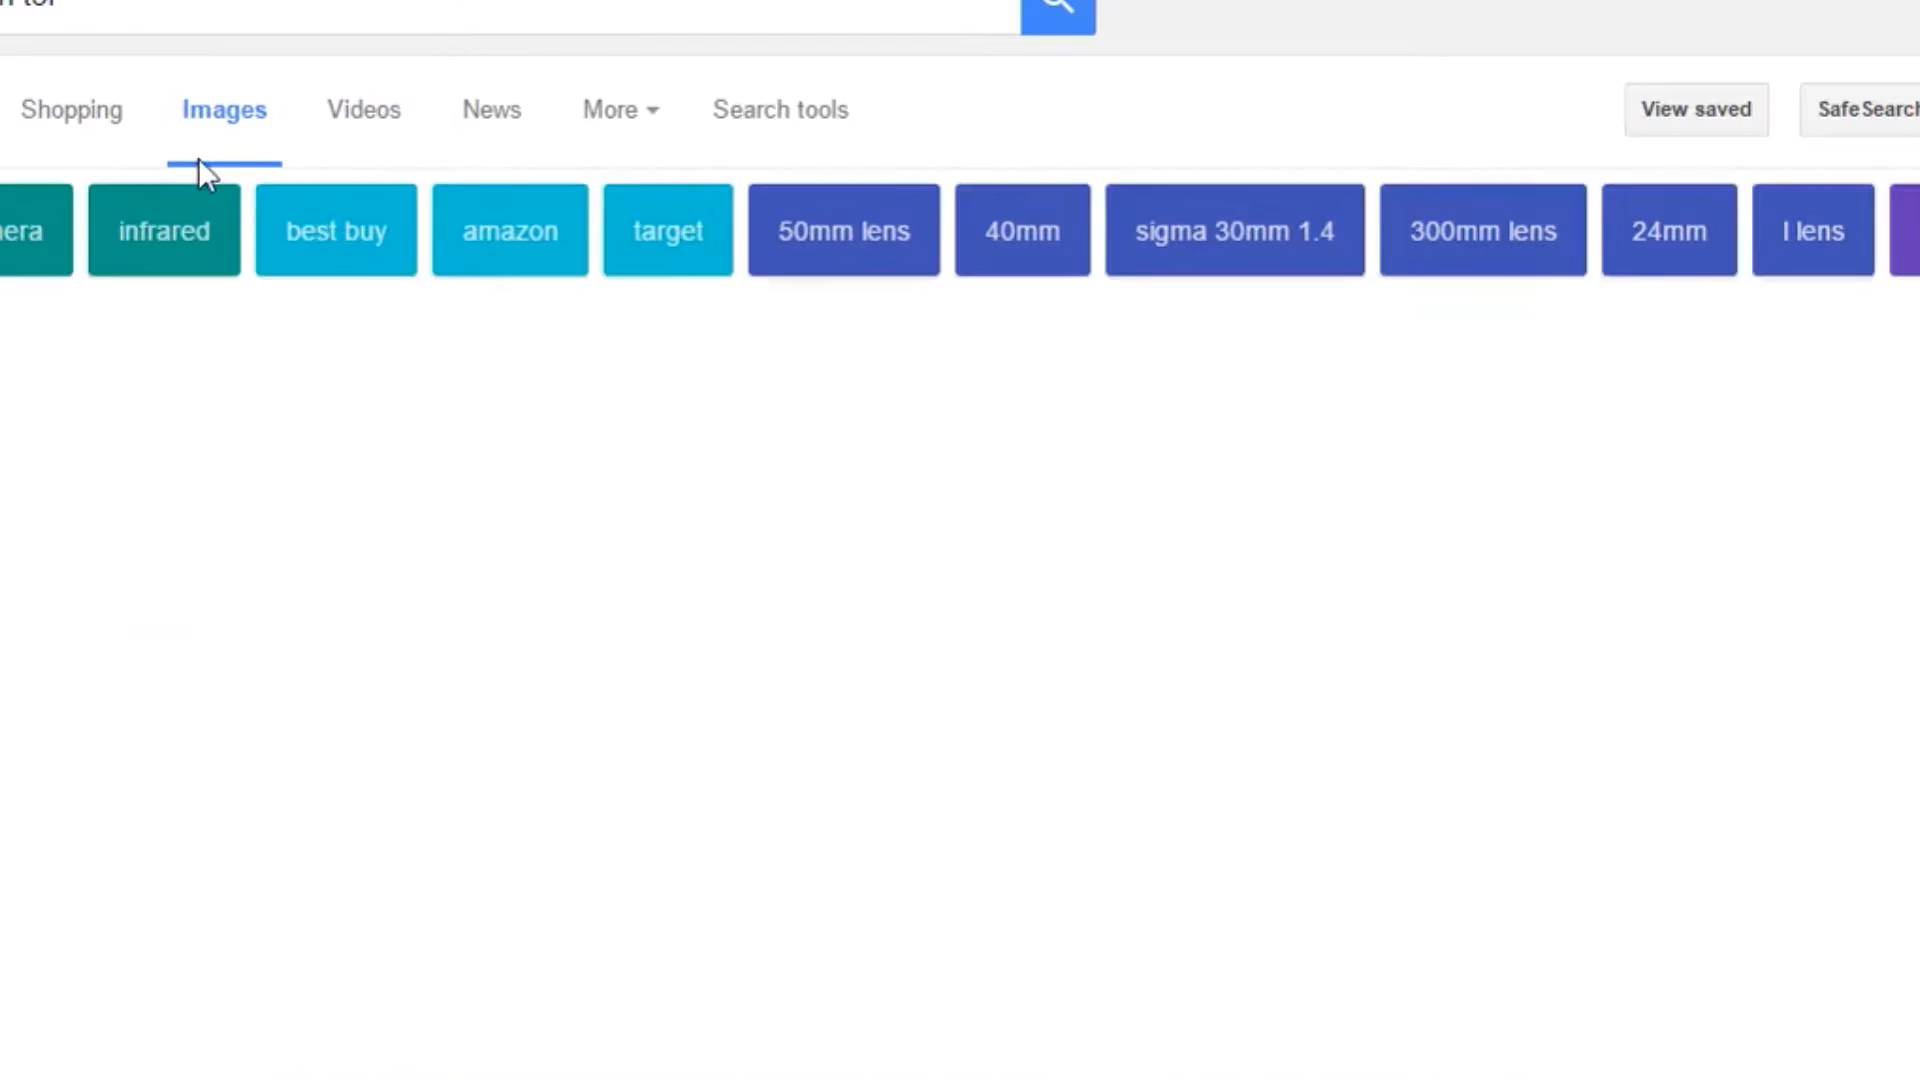 Shopping Images Videos News More Search tools View saved SafeSearch
infrared best buy amazon target 50mm lens 40mm sigma 30mm 1.4 300mm lens 24mm l lens